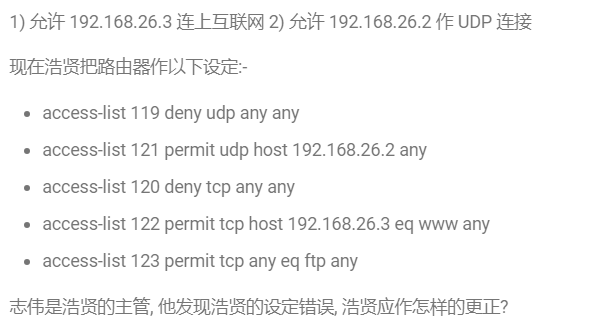 1) 允许 192.168.26.3 连上互联网 2) 允许 192.168.26.2 作 UDP 连接
现在浩贤把路由器作以下设定:-
• access-list 119 deny udp any any
• access-list 121 permit udp host 192.168.26.2 any
• access-list 120 deny tcp any any
• access-list 122 permit tcp host 192.168.26.3 eq www any
• access-list 123 permit tcp any eq ftp any
志伟是浩贤的主管, 他发现浩贤的设定错误, 浩贤应作怎样的更正?